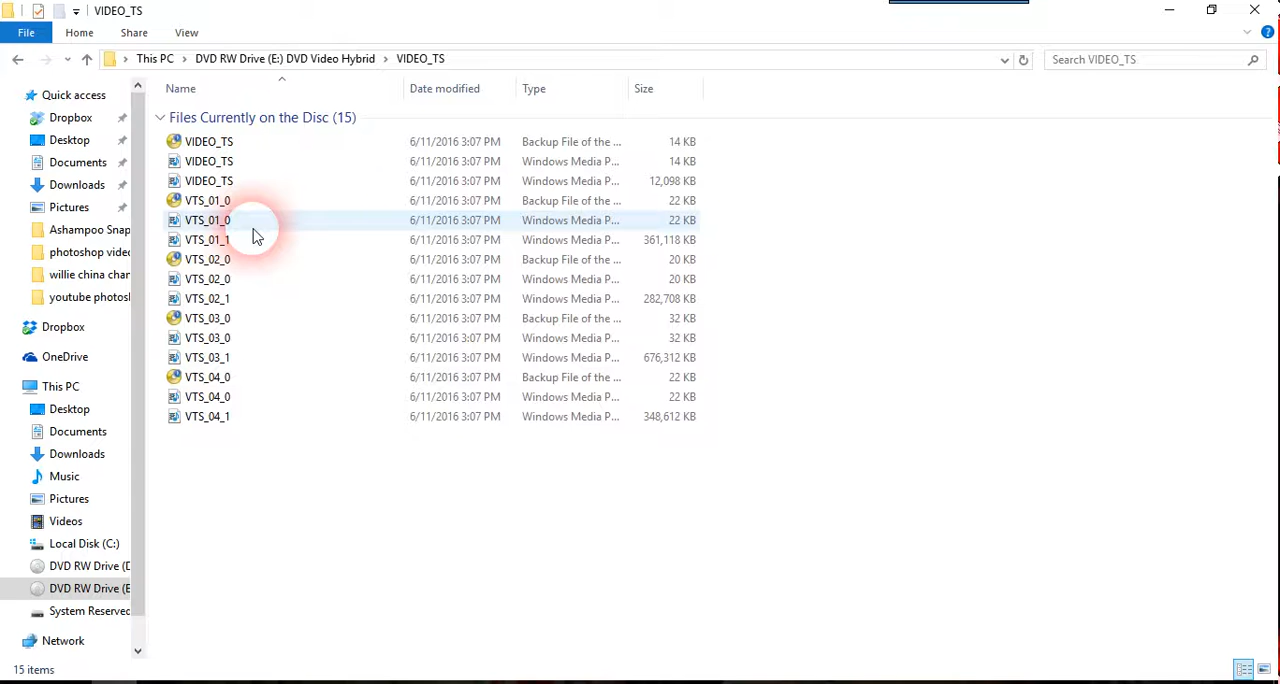 VIDEO_TS
File Home Share View
This PC DVD RW Drive (E:) DVD Video Hybrid VIDEO_TS Search VIDEO_TS
Name Date modified Type Size
Files Currently on the Disc (15)
VIDEO_TS 6/11/2016 3:07 PM Backup File of the ... 14 KB
VIDEO_TS 6/11/2016 3:07 PM Windows Media P... 14 KB
VIDEO_TS 6/11/2016 3:07 PM Windows Media P... 12,098 KB
VTS_01_0 6/11/2016 3:07 PM Backup File of the ... 22 KB
VTS_01_0 6/11/2016 3:07 PM Windows Media P... 22 KB
VTS_01_1 6/11/2016 3:07 PM Windows Media P... 361,118 KB
VTS_02_0 6/11/2016 3:07 PM Backup File of the ... 20 KB
VTS_02_0 6/11/2016 3:07 PM Windows Media P... 20 KB
VTS_02_1 6/11/2016 3:07 PM Windows Media P... 282,708 KB
VTS_03_0 6/11/2016 3:07 PM Backup File of the ... 32 KB
VTS_03_0 6/11/2016 3:07 PM Windows Media P... 32 KB
VTS_03_1 6/11/2016 3:07 PM Windows Media P... 676,312 KB
VTS_04_0 6/11/2016 3:07 PM Backup File of the ... 22 KB
VTS_04_0 6/11/2016 3:07 PM Windows Media P... 22 KB
VTS_04_1 6/11/2016 3:07 PM Windows Media P... 348,612 KB
Quick access
Dropbox
Desktop
Documents
Downloads
Pictures
Ashampoo Snap
photoshop video
willie china chan
youtube photosh
Dropbox
OneDrive
This PC
Desktop
Documents
Downloads
Music
Pictures
Videos
Local Disk (C:)
DVD RW Drive (D
DVD RW Drive (E
System Reserved
Network
15 items